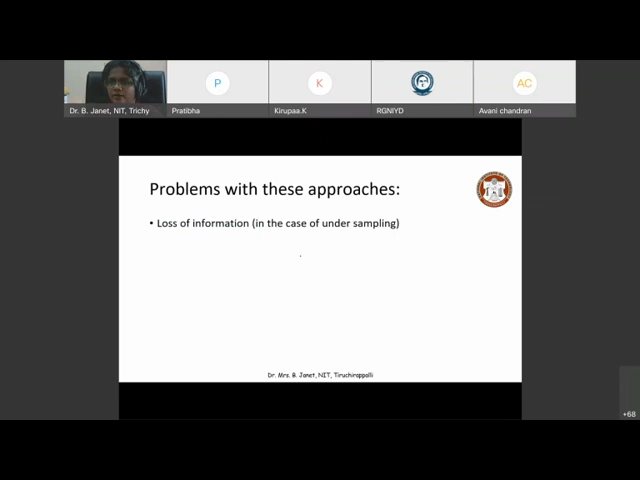 P
K
AC
Dr. B. Janet, NIT, Trichy
Pratibha
Kirupaa.K
RGNIYD
Avani chandran
Problems with these approaches:
• Loss of information (in the case of under sampling)
Dr. Mrs. B. Janet, NIT, Tiruchirappalli
+68